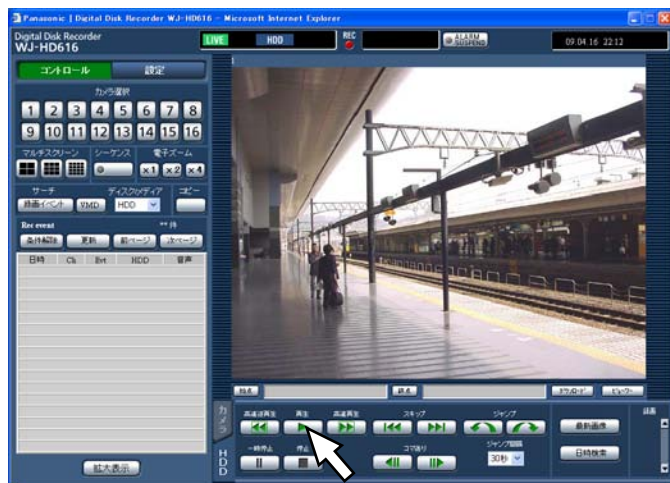 Panasonic | Digital Disk Recorder WJ-HD616 - Microsoft Internet Explorer
Digital Disk Recorder
WJ-HD616
LIVE
HDD
REC
ALARM
SUSPEND
09.04.16 22:12
コントロール
設定
カメラ選択
1 2 3 4 5 6 7 8
9 10 11 12 13 14 15 16
マルチスクリーン シーケンス 電子ズーム
x1 x2 x4
サーチ ディスク/メディア コピー
録画イベント VMD HDD
Rec event ** 件
条件解除 更新 前ページ 次ページ
日時 Ch Evt HDD 音声
拡大表示
始点 終点 ダウンロード ビューワー
カメラ
HDD
高速逆再生 再生 高速再生 スキップ ジャンプ
最新画像
録画
一時停止 停止 コマ送り ジャンプ間隔
30秒
日時検索